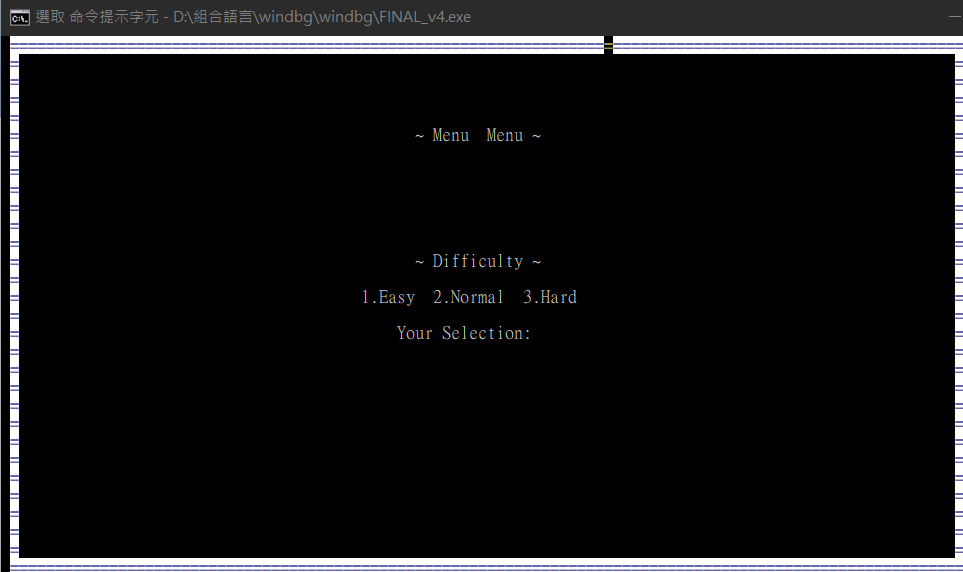 選取 命令提示字元 - D:\組合語言\windbg\windbg\FINAL_v4.exe
~ Menu  Menu ~
~ Difficulty ~
1.Easy  2.Normal  3.Hard
Your Selection: